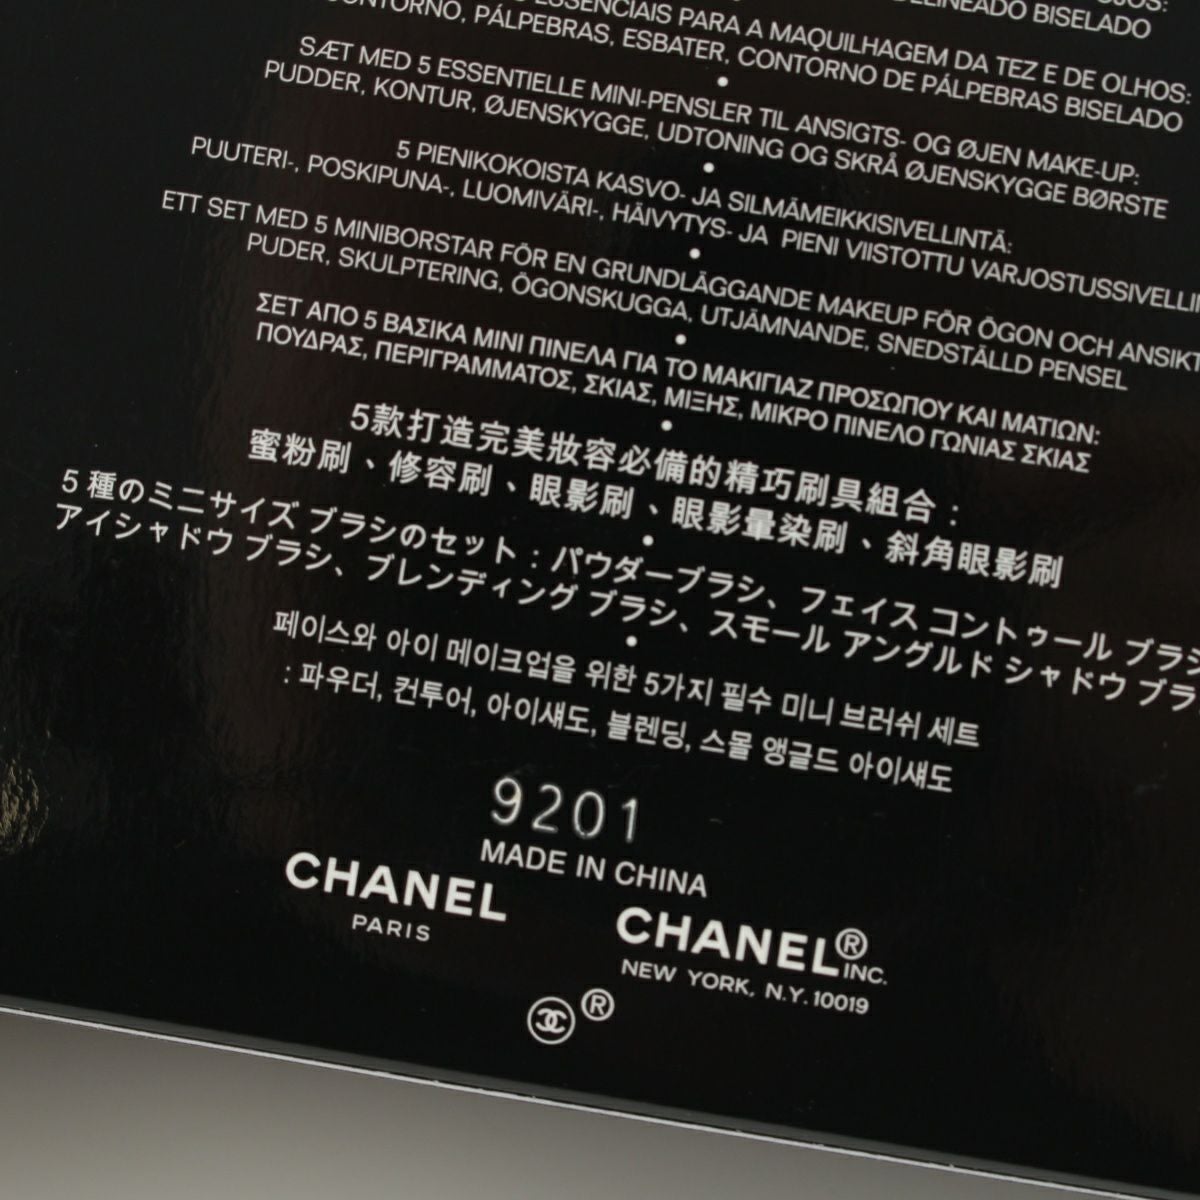 DELINEADO BISELADO
ESSENCIAIS PARA A MAQUILHAGEM DA TEZ E DE OLHOS:
CONTORNO, PÁLPEBRAS, ESBATER, CONTORNO DE PÁLPEBRAS BISELADO
SÆT MED 5 ESSENTIELLE MINI-PENSLER TIL ANSIGTS- OG ØJEN MAKE-UP:
PUDDER, KONTUR, ØJENSKYGGE, UDTONING OG SKRÅ ØJENSKYGGE BØRSTE
5 PIENIKOKOISTA KASVO- JA SILMÄMEIKKISIVELLINTÄ:
PUUTERI-, POSKIPUNA-, LUOMIVÄRI-, HÄIVYTYS- JA PIENI VIISTOTTU VARJOSTUSSIVELLI
ETT SET MED 5 MINIBORSTAR FÖR EN GRUNDLÄGGANDE MAKEUP FÖR ÖGON OCH ANSIKT
PUDER, SKULPTERING, ÖGONSKUGGA, UTJÄMNANDE, SNEDSTÄLLD PENSEL
ΣΕΤ ΑΠΟ 5 ΒΑΣΙΚΑ ΜΙΝΙ ΠΙΝΕΛΑ ΓΙΑ ΤΟ ΜΑΚΙΓΙΑΖ ΠΡΟΣΩΠΟΥ ΚΑΙ ΜΑΤΙΩΝ:
ΠΟΥΔΡΑΣ, ΠΕΡΙΓΡΑΜΜΑΤΟΣ, ΣΚΙΑΣ, ΜΙΞΗΣ, ΜΙΚΡΟ ΠΙΝΕΛΟ ΓΩΝΙΑΣ ΣΚΙΑΣ
5款打造完美妝容必備的精巧刷具組合：
蜜粉刷、修容刷、眼影刷、眼影暈染刷、斜角眼影刷
5 種のミニサイズ ブラシのセット：パウダーブラシ、フェイス コントゥール ブラシ
アイシャドウ ブラシ、ブレンディング ブラシ、スモール アングルド シャドウ ブラ
페이스와 아이 메이크업을 위한 5가지 필수 미니 브러쉬 세트
: 파우더, 컨투어, 아이섀도, 블렌딩, 스몰 앵글드 아이섀도
9201
MADE IN CHINA
CHANEL
PARIS
CHANEL® INC.
NEW YORK, N.Y. 10019
®